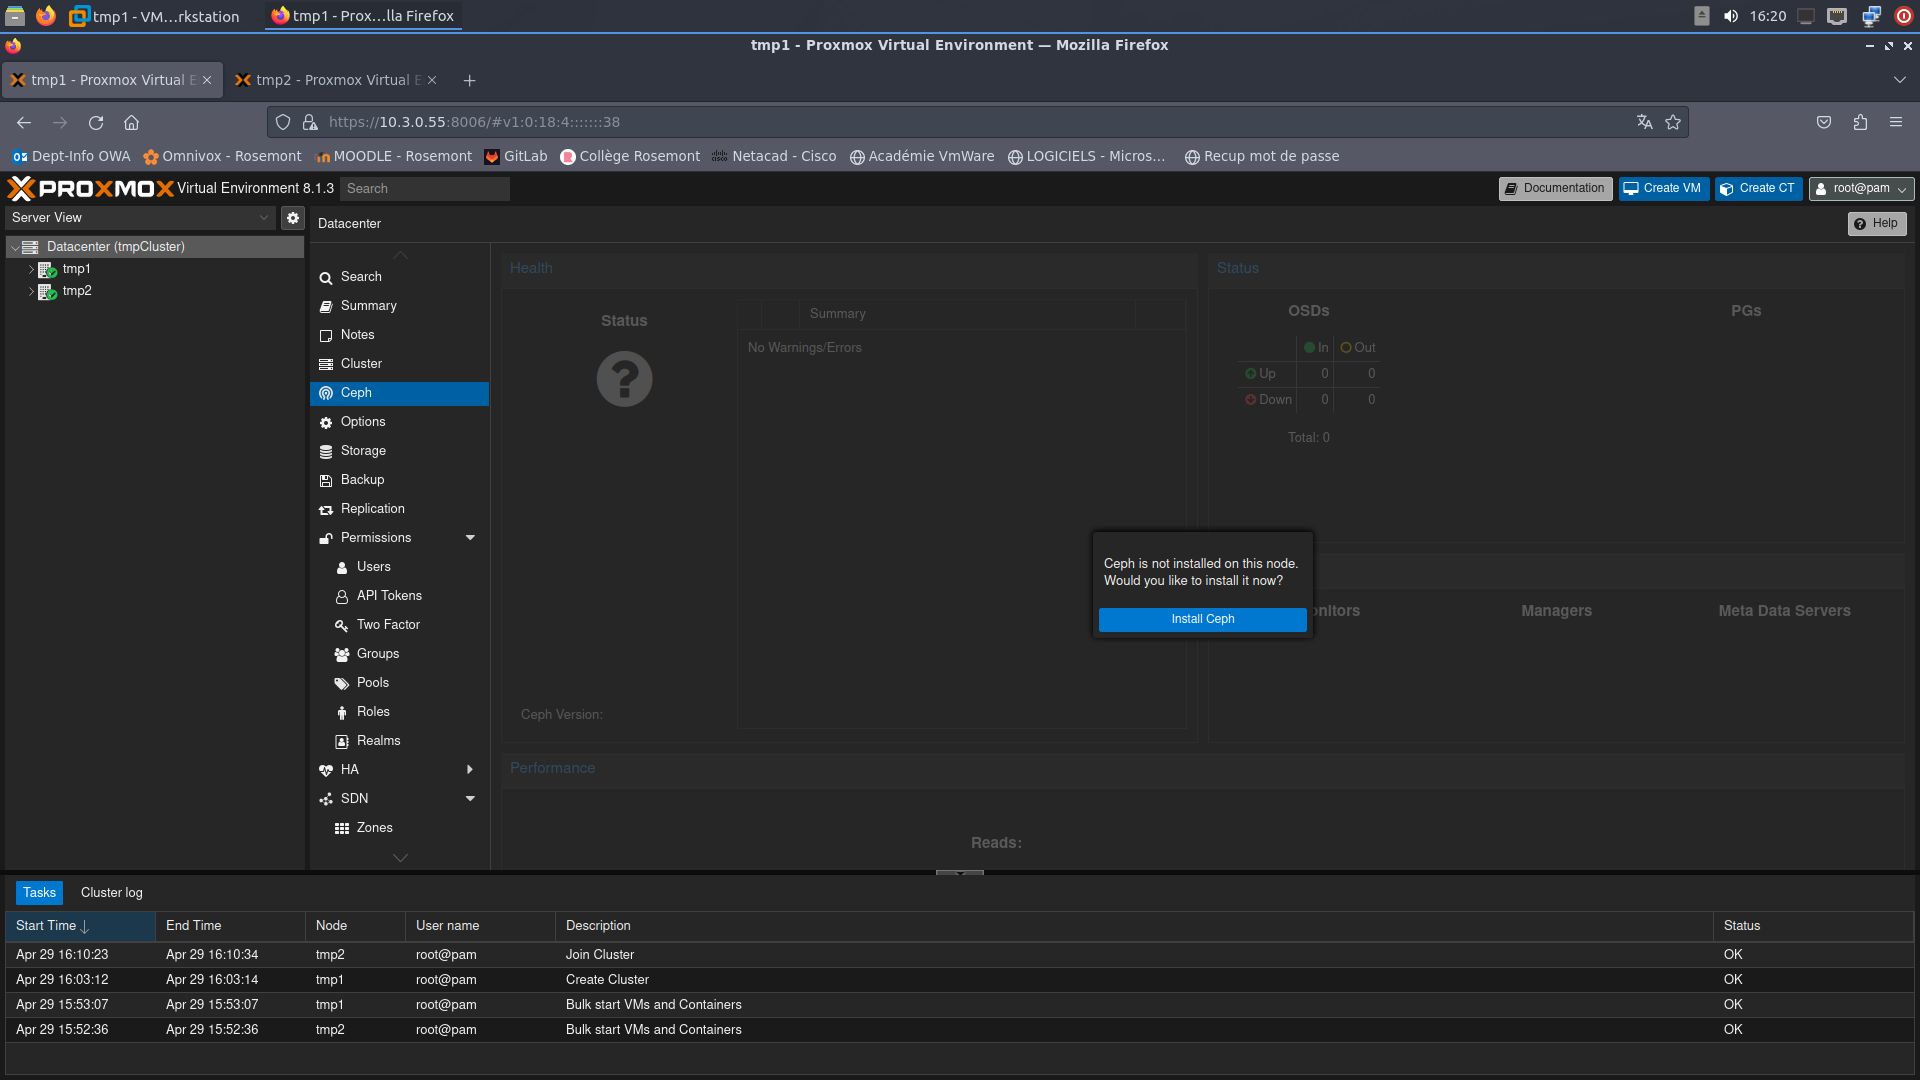 tmp1 - VM...rkstation
tmp1 - Prox...lla Firefox
16:20
tmp1 - Proxmox Virtual Environment — Mozilla Firefox
tmp1 - Proxmox Virtual E
tmp2 - Proxmox Virtual E
https://10.3.0.55:8006/#v1:0:18:4:::::::38
Dept-Info OWA
Omnivox - Rosemont
MOODLE - Rosemont
GitLab
Collège Rosemont
Netacad - Cisco
Académie VmWare
LOGICIELS - Micros...
Recup mot de passe
PROXMOX Virtual Environment 8.1.3
Search
Documentation
Create VM
Create CT
root@pam
Server View
Datacenter
Help
Datacenter (tmpCluster)
tmp1
tmp2
Search
Summary
Notes
Cluster
Ceph
Options
Storage
Backup
Replication
Permissions
Users
API Tokens
Two Factor
Groups
Pools
Roles
Realms
HA
SDN
Zones
Health
Status
Summary
No Warnings/Errors
Ceph Version:
Status
OSDs
PGs
In Out
Up 0 0
Down 0 0
Total: 0
Ceph is not installed on this node.
Would you like to install it now?
Install Ceph
onitors
Managers
Meta Data Servers
Performance
Reads:
Tasks
Cluster log
Start Time End Time Node User name Description Status
Apr 29 16:10:23 Apr 29 16:10:34 tmp2 root@pam Join Cluster OK
Apr 29 16:03:12 Apr 29 16:03:14 tmp1 root@pam Create Cluster OK
Apr 29 15:53:07 Apr 29 15:53:07 tmp1 root@pam Bulk start VMs and Containers OK
Apr 29 15:52:36 Apr 29 15:52:36 tmp2 root@pam Bulk start VMs and Containers OK